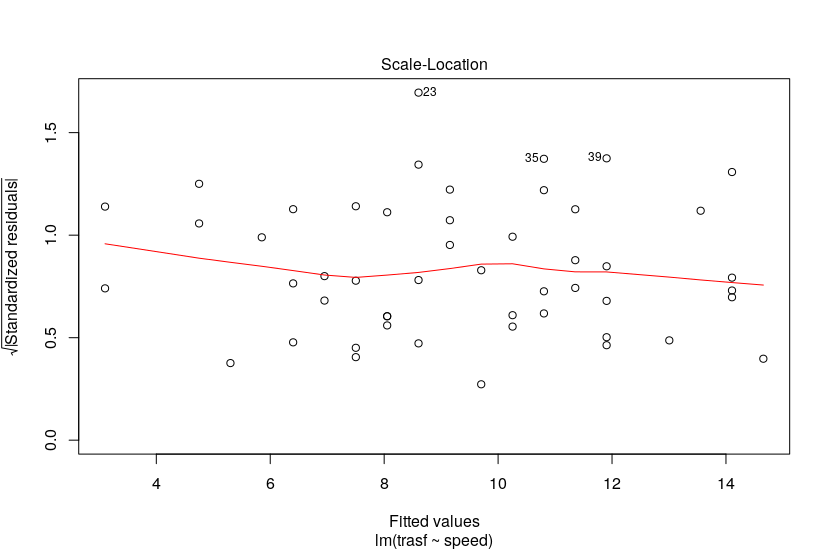 Scale-Location
23
35
39
1.5
1.0
0.5
0.0
√|Standardized residuals|
4 6 8 10 12 14
Fitted values
lm(trasf ~ speed)